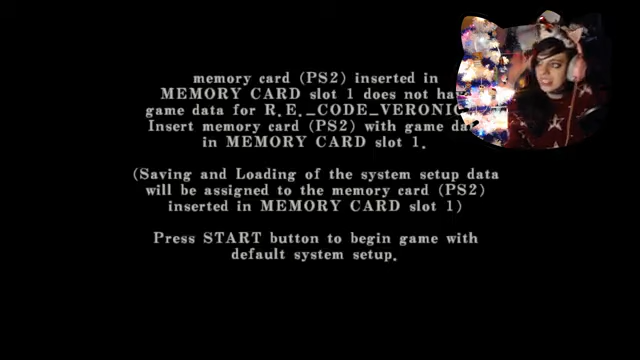 memory card (PS2) inserted in
MEMORY CARD slot 1 does not
game data for R.E._CODE_VERONIC
Insert memory card (PS2) with game
in MEMORY CARD slot 1.
(Saving and Loading of the system setup data
will be assigned to the memory card (PS2)
inserted in MEMORY CARD slot 1)
Press START button to begin game with
default system setup.